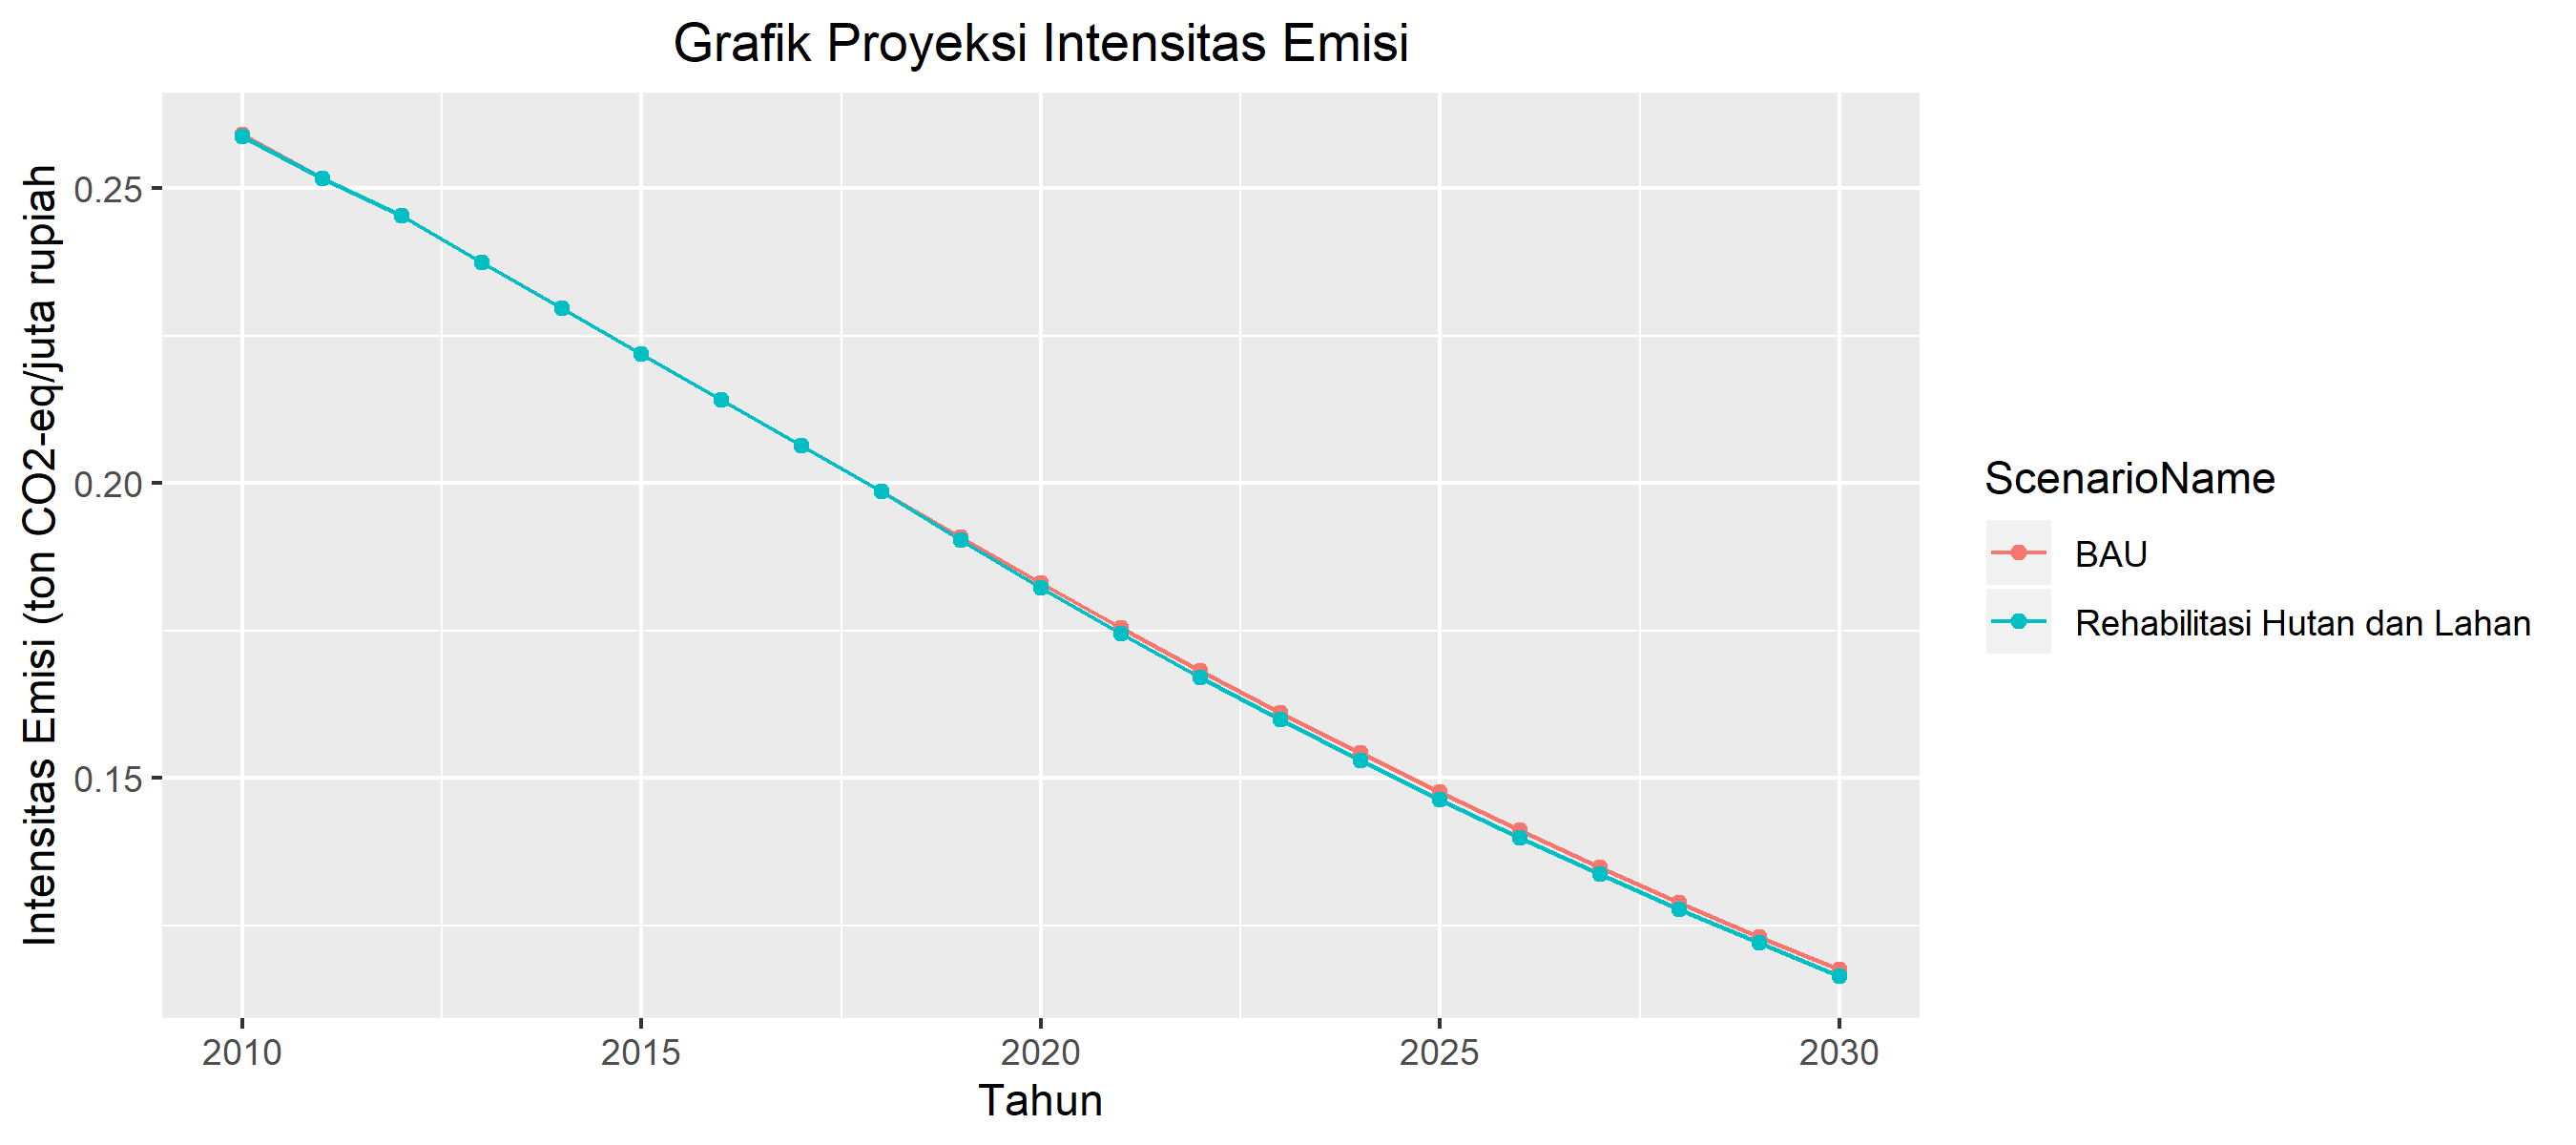 Grafik Proyeksi Intensitas Emisi
Intensitas Emisi (ton CO2-eq/juta rupiah
0.25
0.20
0.15
2010
2015
2020
2025
2030
Tahun
ScenarioName
BAU
Rehabilitasi Hutan dan Lahan